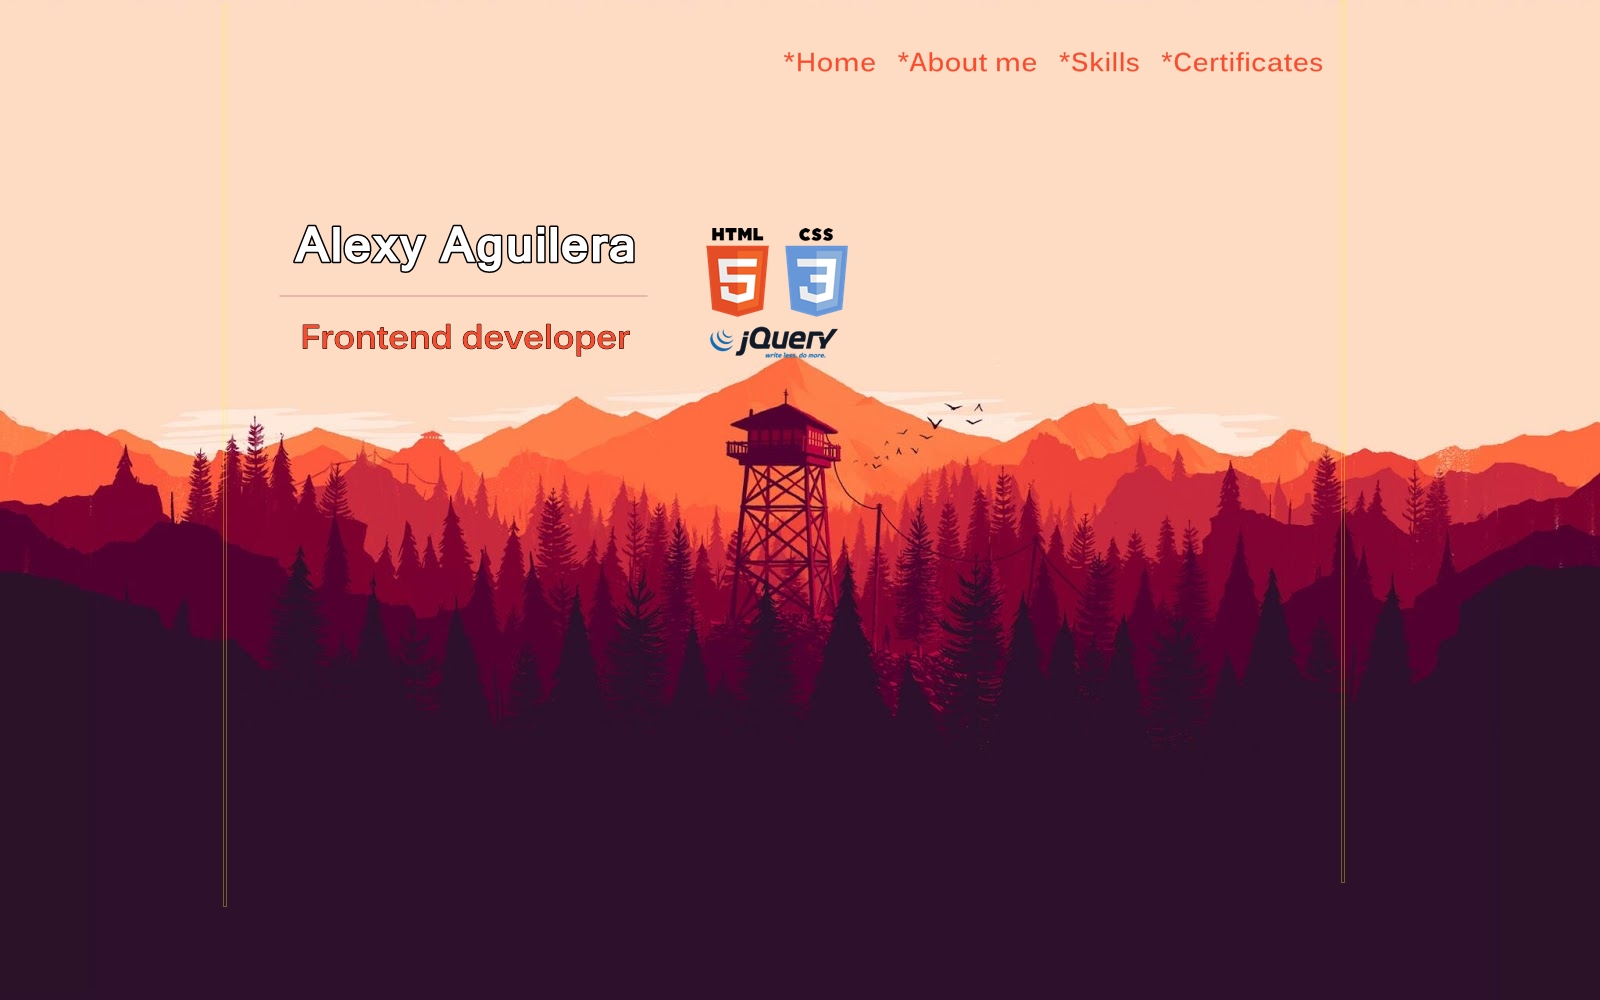 *Home *About me *Skills *Certificates
Alexy Aguilera
Frontend developer
HTML CSS
5 3
jQuery
write less, do more.